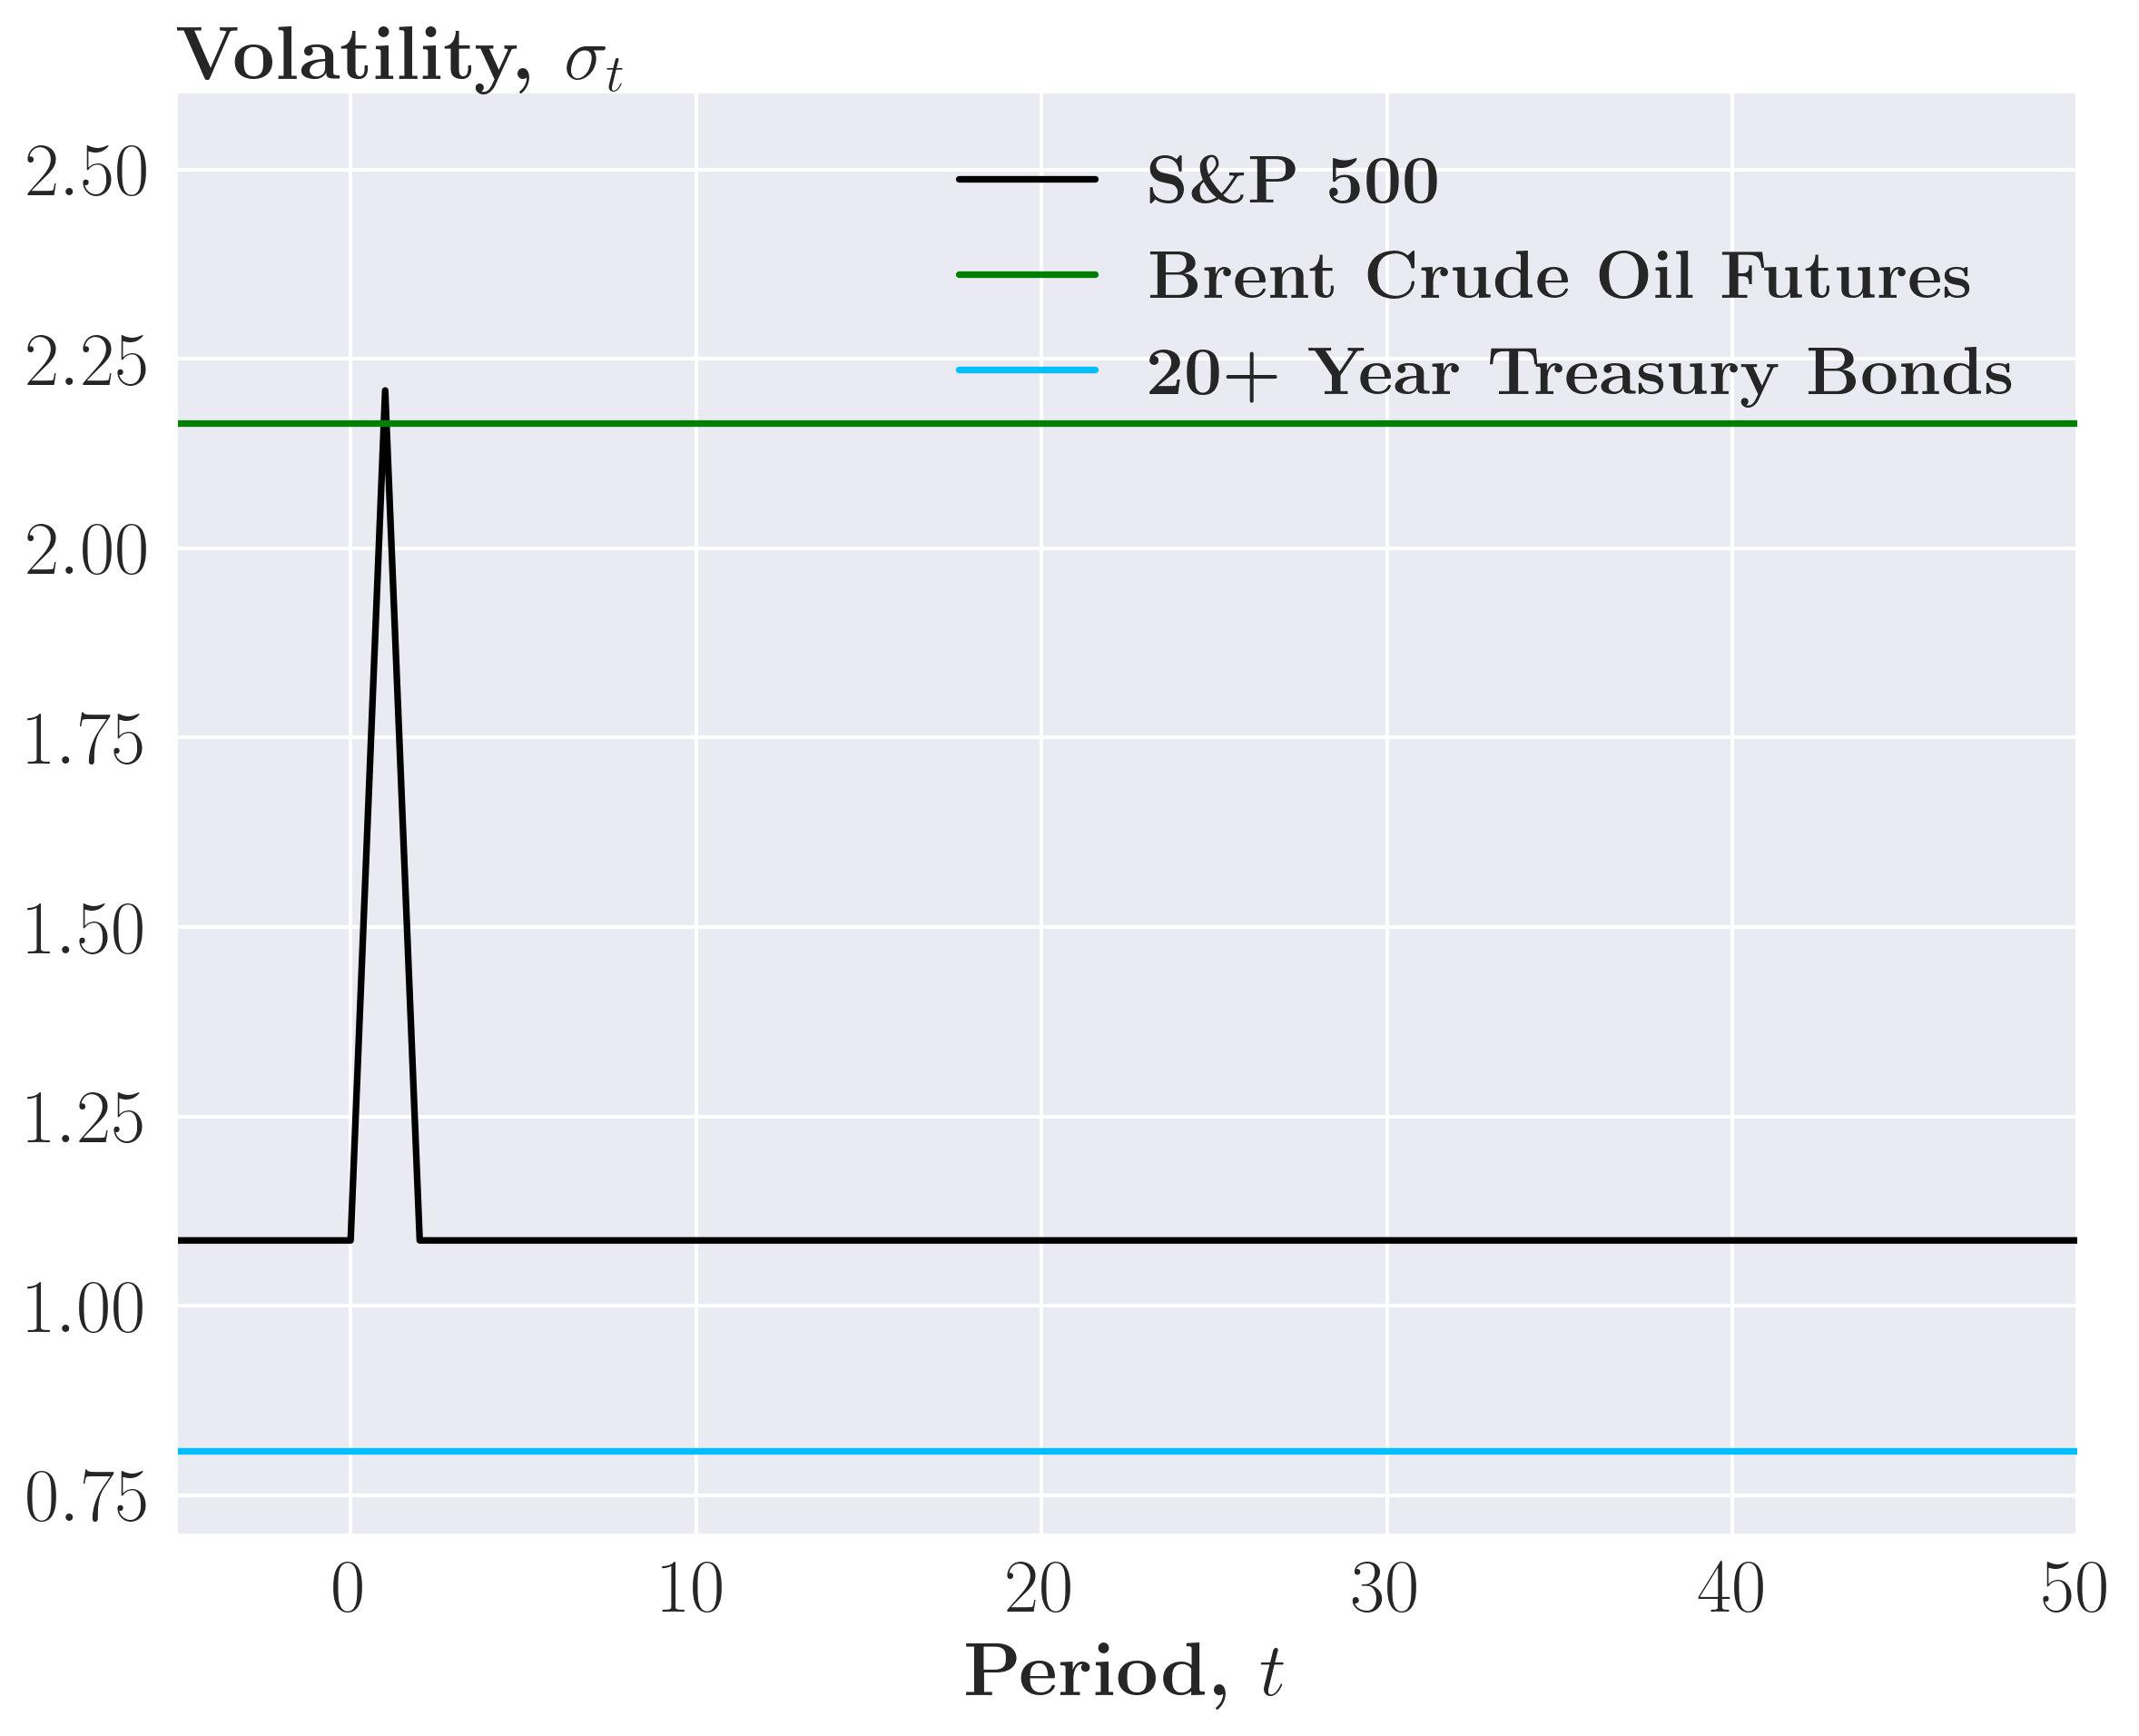 Volatility, σt
2.50
2.25
2.00
1.75
1.50
1.25
1.00
0.75
S&P 500
Brent Crude Oil Futures
20+ Year Treasury Bonds
0 10 20 30 40 50
Period, t